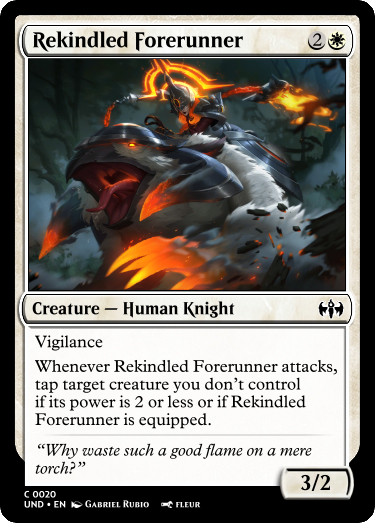 Rekindled Forerunner 2
Creature — Human Knight
Vigilance
Whenever Rekindled Forerunner attacks,
tap target creature you don't control
if its power is 2 or less or if Rekindled
Forerunner is equipped.
"Why waste such a good flame on a mere
torch?"
3/2
C 0020
UND • EN Gabriel Rubio fleur